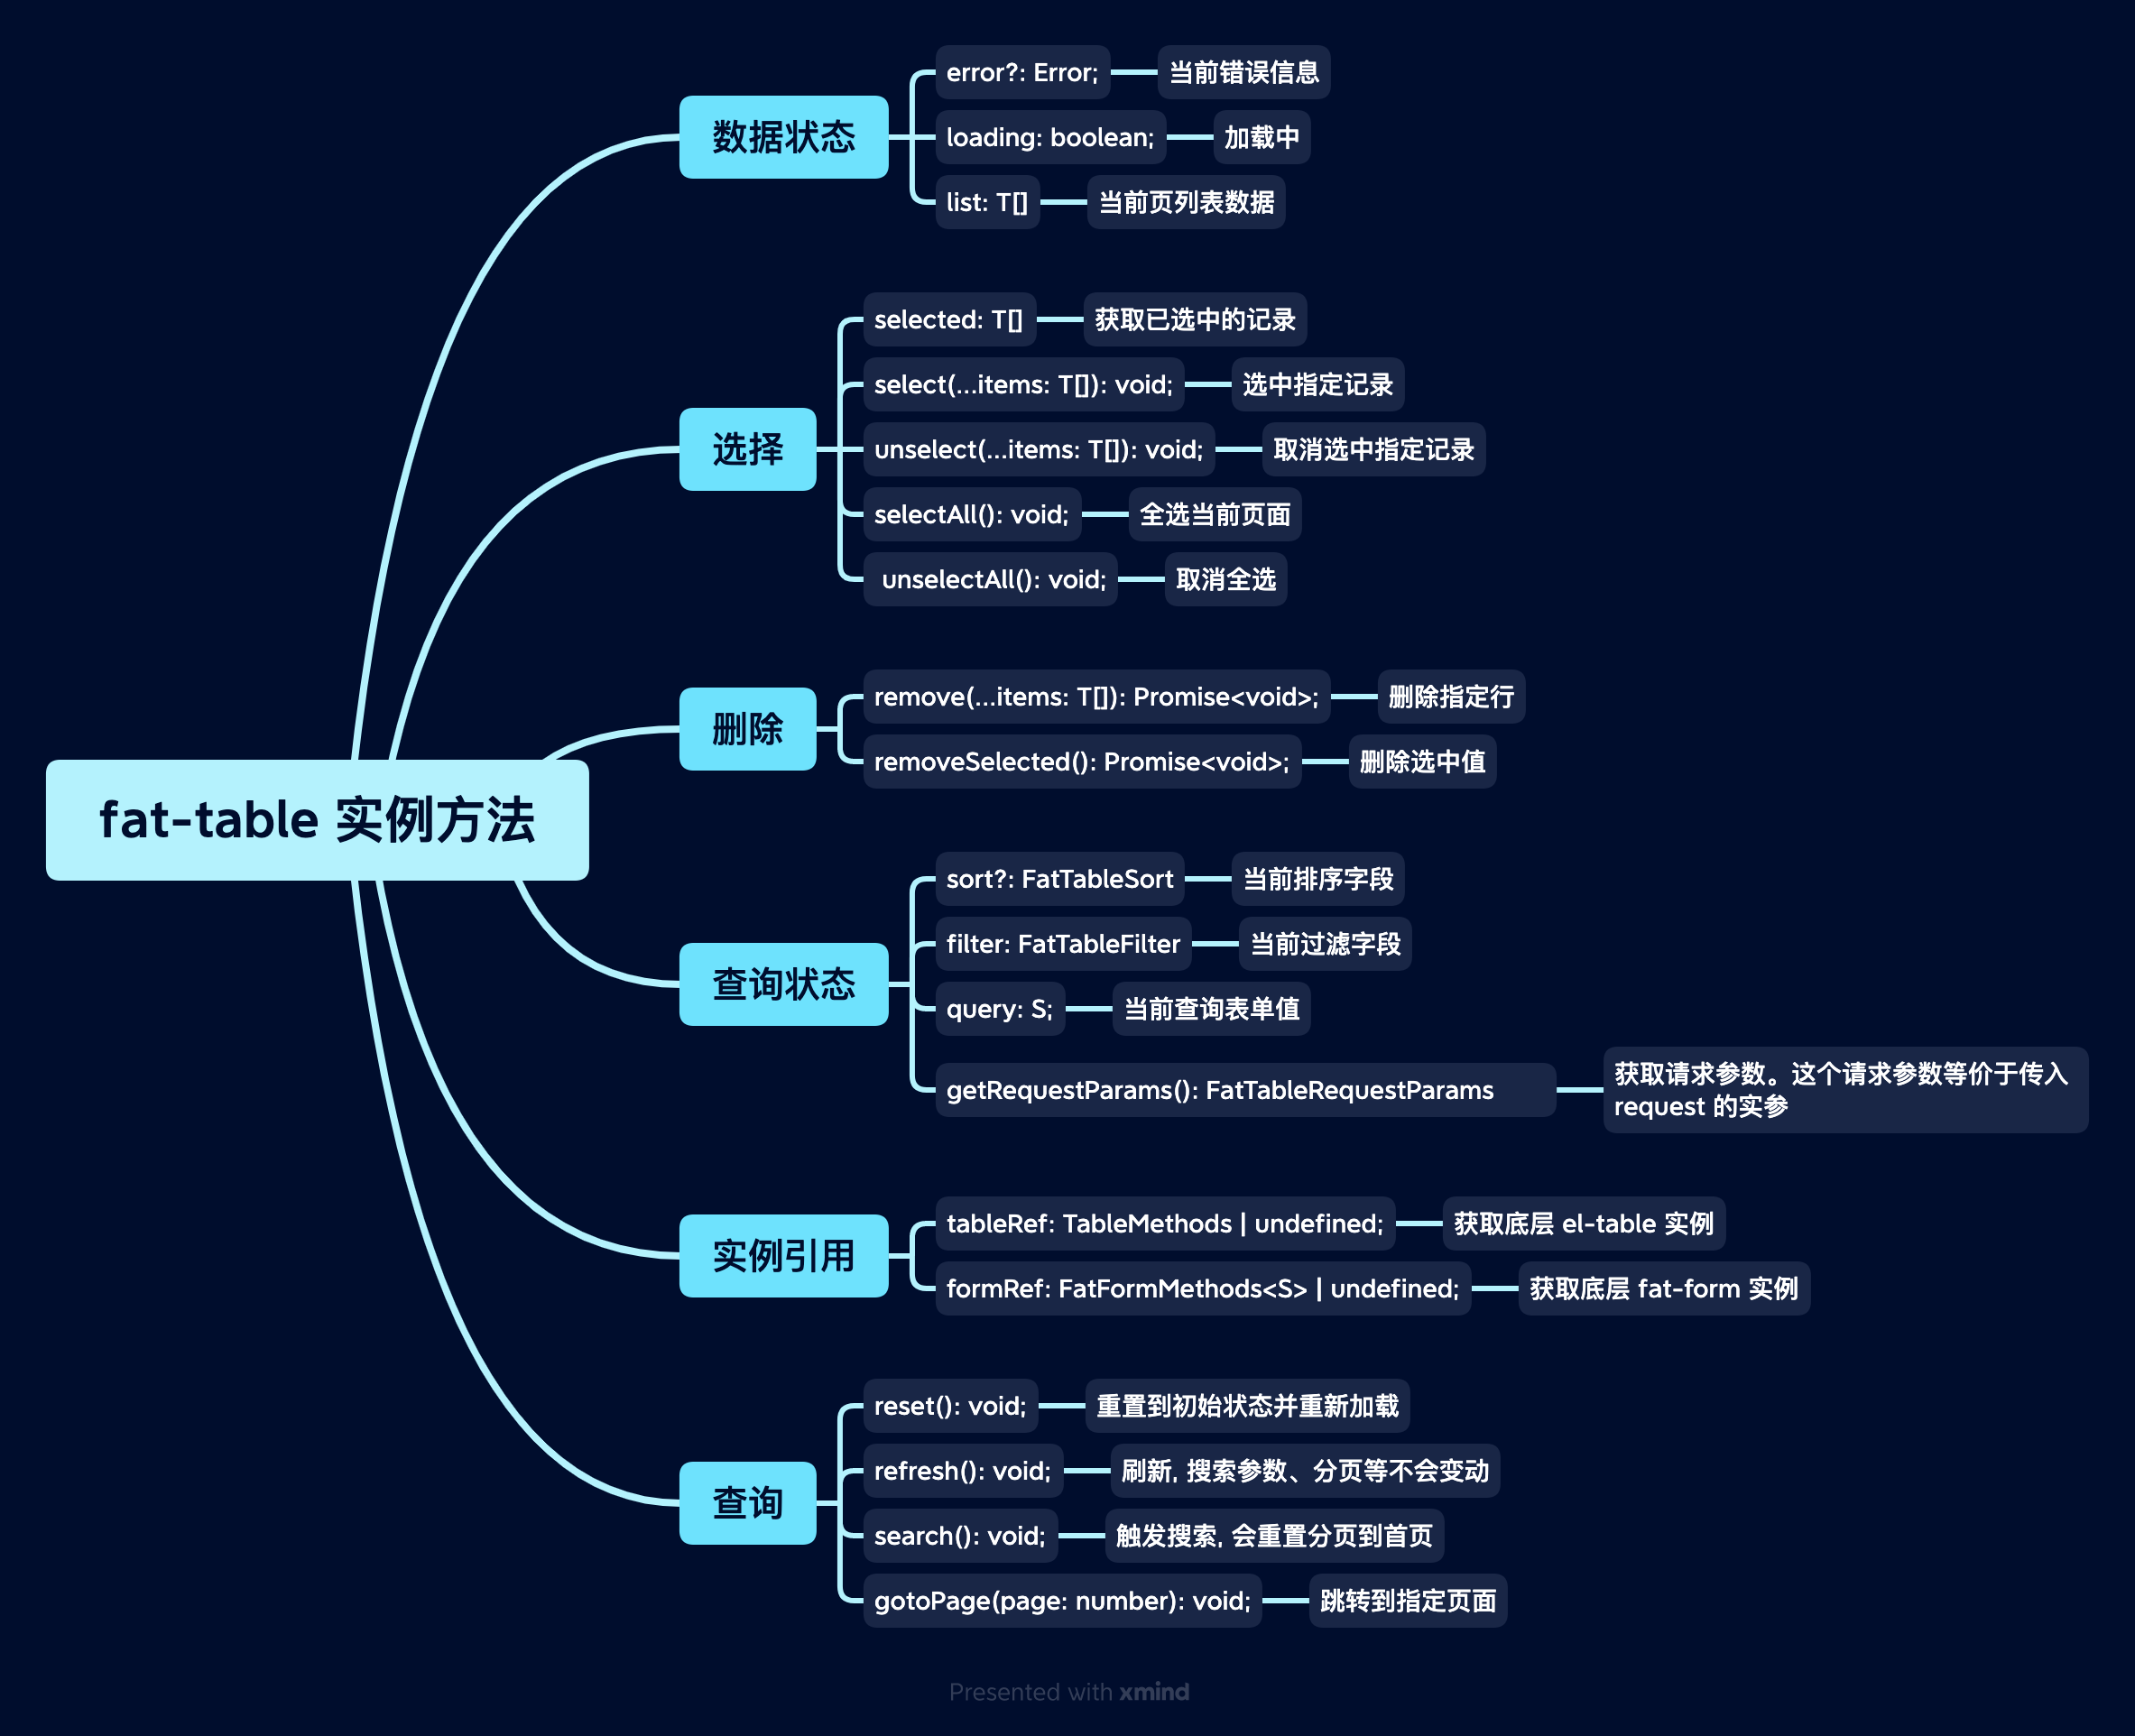 fat-table 实例方法
数据状态
error?: Error;
当前错误信息
loading: boolean;
加载中
list: T[]
当前页列表数据
选择
selected: T[]
获取已选中的记录
select(...items: T[]): void;
选中指定记录
unselect(...items: T[]): void;
取消选中指定记录
selectAll(): void;
全选当前页面
unselectAll(): void;
取消全选
删除
remove(...items: T[]): Promise<void>;
删除指定行
removeSelected(): Promise<void>;
删除选中值
查询状态
sort?: FatTableSort
当前排序字段
filter: FatTableFilter
当前过滤字段
query: S;
当前查询表单值
getRequestParams(): FatTableRequestParams
获取请求参数。这个请求参数等价于传入
request 的实参
实例引用
tableRef: TableMethods | undefined;
获取底层 el-table 实例
formRef: FatFormMethods<S> | undefined;
获取底层 fat-form 实例
查询
reset(): void;
重置到初始状态并重新加载
refresh(): void;
刷新, 搜索参数、分页等不会变动
search(): void;
触发搜索, 会重置分页到首页
gotoPage(page: number): void;
跳转到指定页面
Presented with xmind